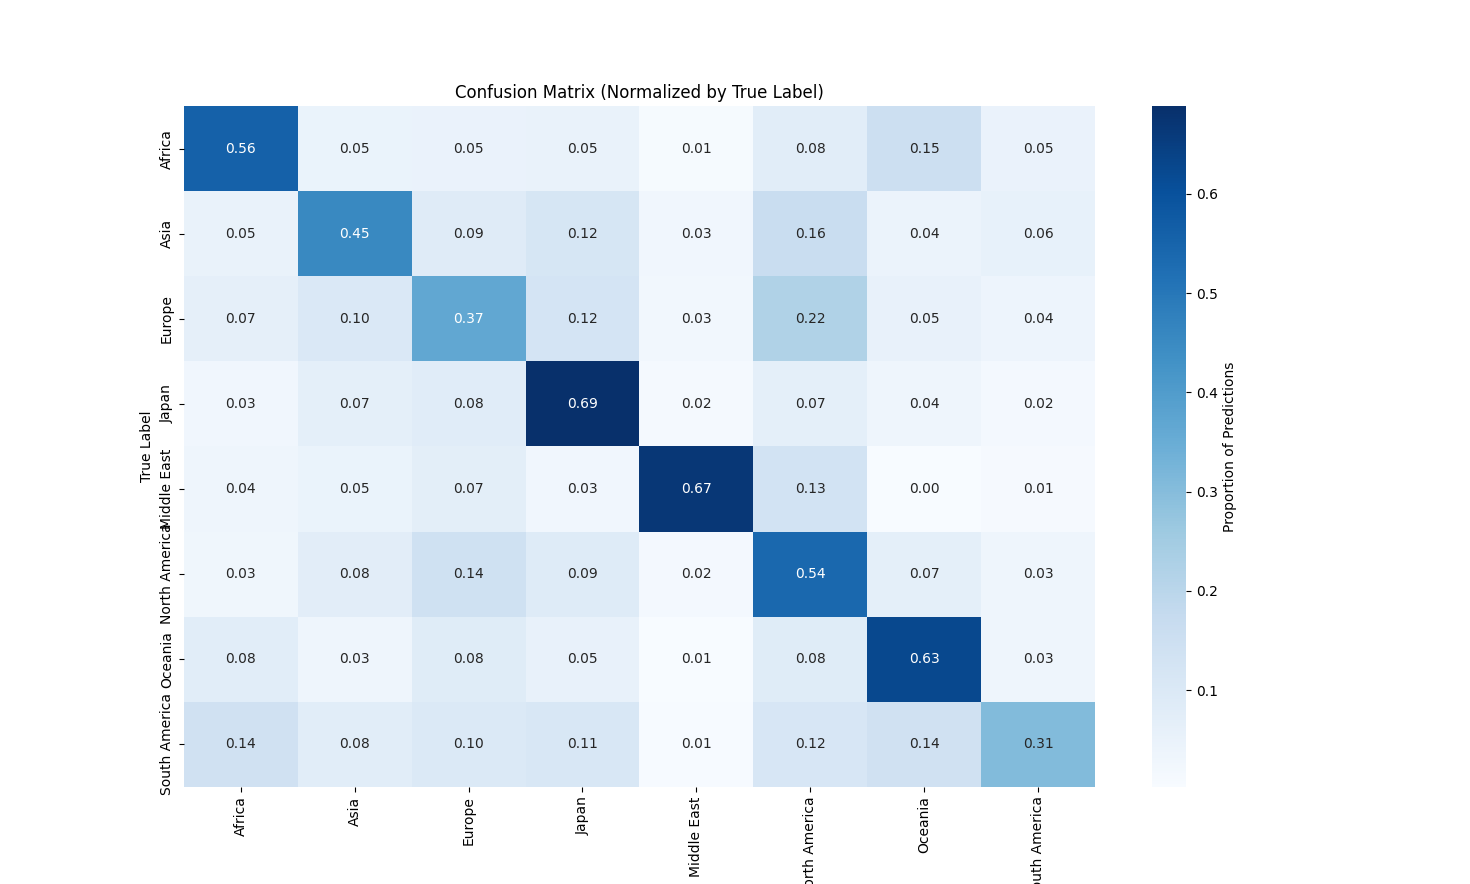 Confusion Matrix (Normalized by True Label)
True Label
Africa 0.56 0.05 0.05 0.05 0.01 0.08 0.15 0.05
Asia 0.05 0.45 0.09 0.12 0.03 0.16 0.04 0.06
Europe 0.07 0.10 0.37 0.12 0.03 0.22 0.05 0.04
Japan 0.03 0.07 0.08 0.69 0.02 0.07 0.04 0.02
Middle East 0.04 0.05 0.07 0.03 0.67 0.13 0.00 0.01
North America 0.03 0.08 0.14 0.09 0.02 0.54 0.07 0.03
Oceania 0.08 0.03 0.08 0.05 0.01 0.08 0.63 0.03
South America 0.14 0.08 0.10 0.11 0.01 0.12 0.14 0.31
Africa Asia Europe Japan Middle East orth America Oceania outh America
0.6
0.5
0.4
0.3
0.2
0.1
Proportion of Predictions